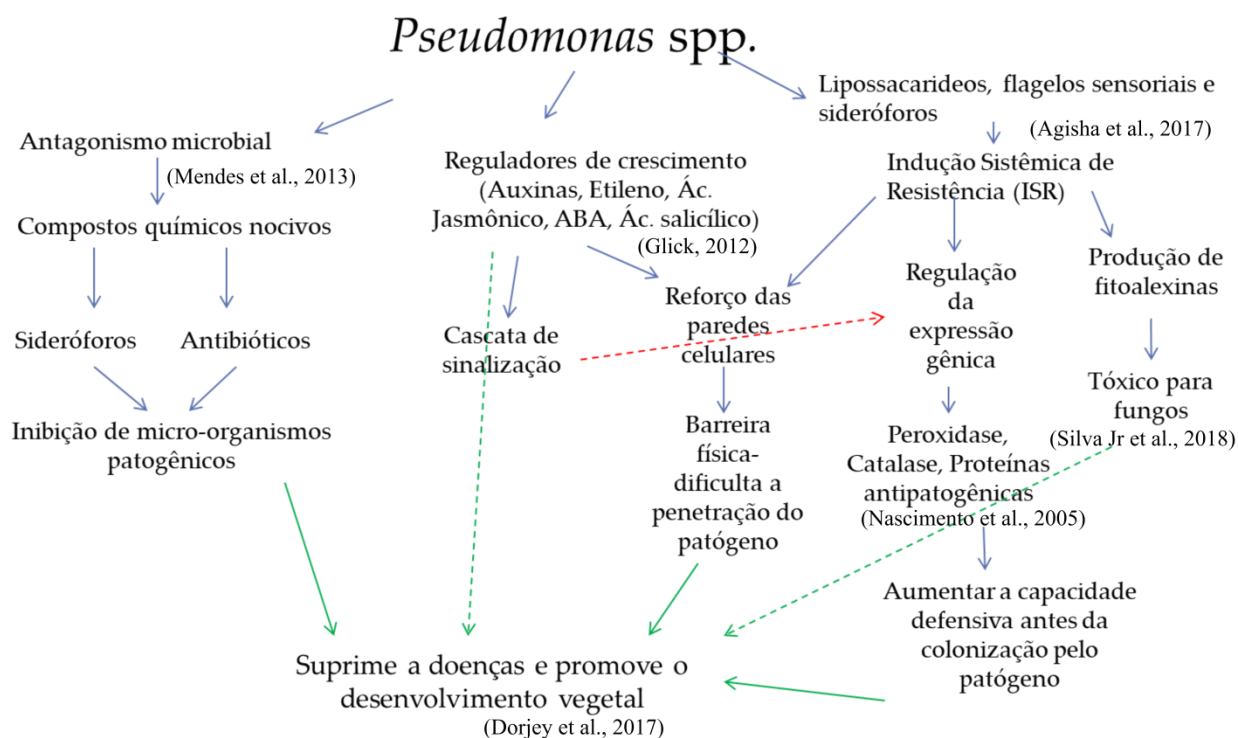 Pseudomonas spp.
Antagonismo microbial
(Mendes et al., 2013)
Compostos químicos nocivos
Sideróforos
Antibióticos
Inibição de micro-organismos
patogênicos
Reguladores de crescimento
(Auxinas, Etileno, Ác.
Jasmônico, ABA, Ác. salicílico)
(Glick, 2012)
Cascata de
sinalização
Reforço das
paredes
celulares
Barreira
física-
dificulta a
penetração do
patógeno
Lipossacarideos, flagelos sensoriais e
sideróforos
(Agisha et al., 2017)
Indução Sistêmica de
Resistência (ISR)
Regulação
da
expressão
gênica
Peroxidase,
Catalase, Proteínas
antipatogênicas
(Nascimento et al., 2005)
Aumentar a capacidade
defensiva antes da
colonização pelo
patógeno
Produção de
fitoalexinas
Tóxico para
fungos
(Silva Jr et al., 2018)
Suprime a doenças e promove o
desenvolvimento vegetal
(Dorjey et al., 2017)